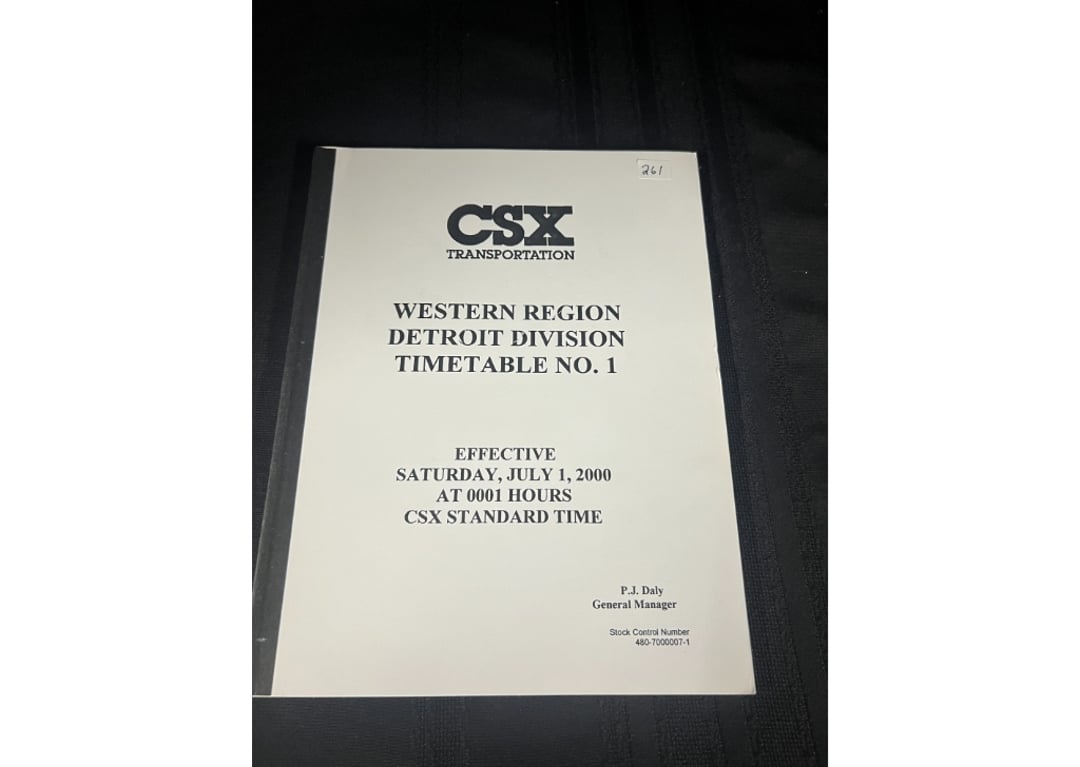 261
CSX
TRANSPORTATION
WESTERN REGION
DETROIT DIVISION
TIMETABLE NO. 1
EFFECTIVE
SATURDAY, JULY 1, 2000
AT 0001 HOURS
CSX STANDARD TIME
P.J. Daly
General Manager
Stock Control Number
480-7000007-1